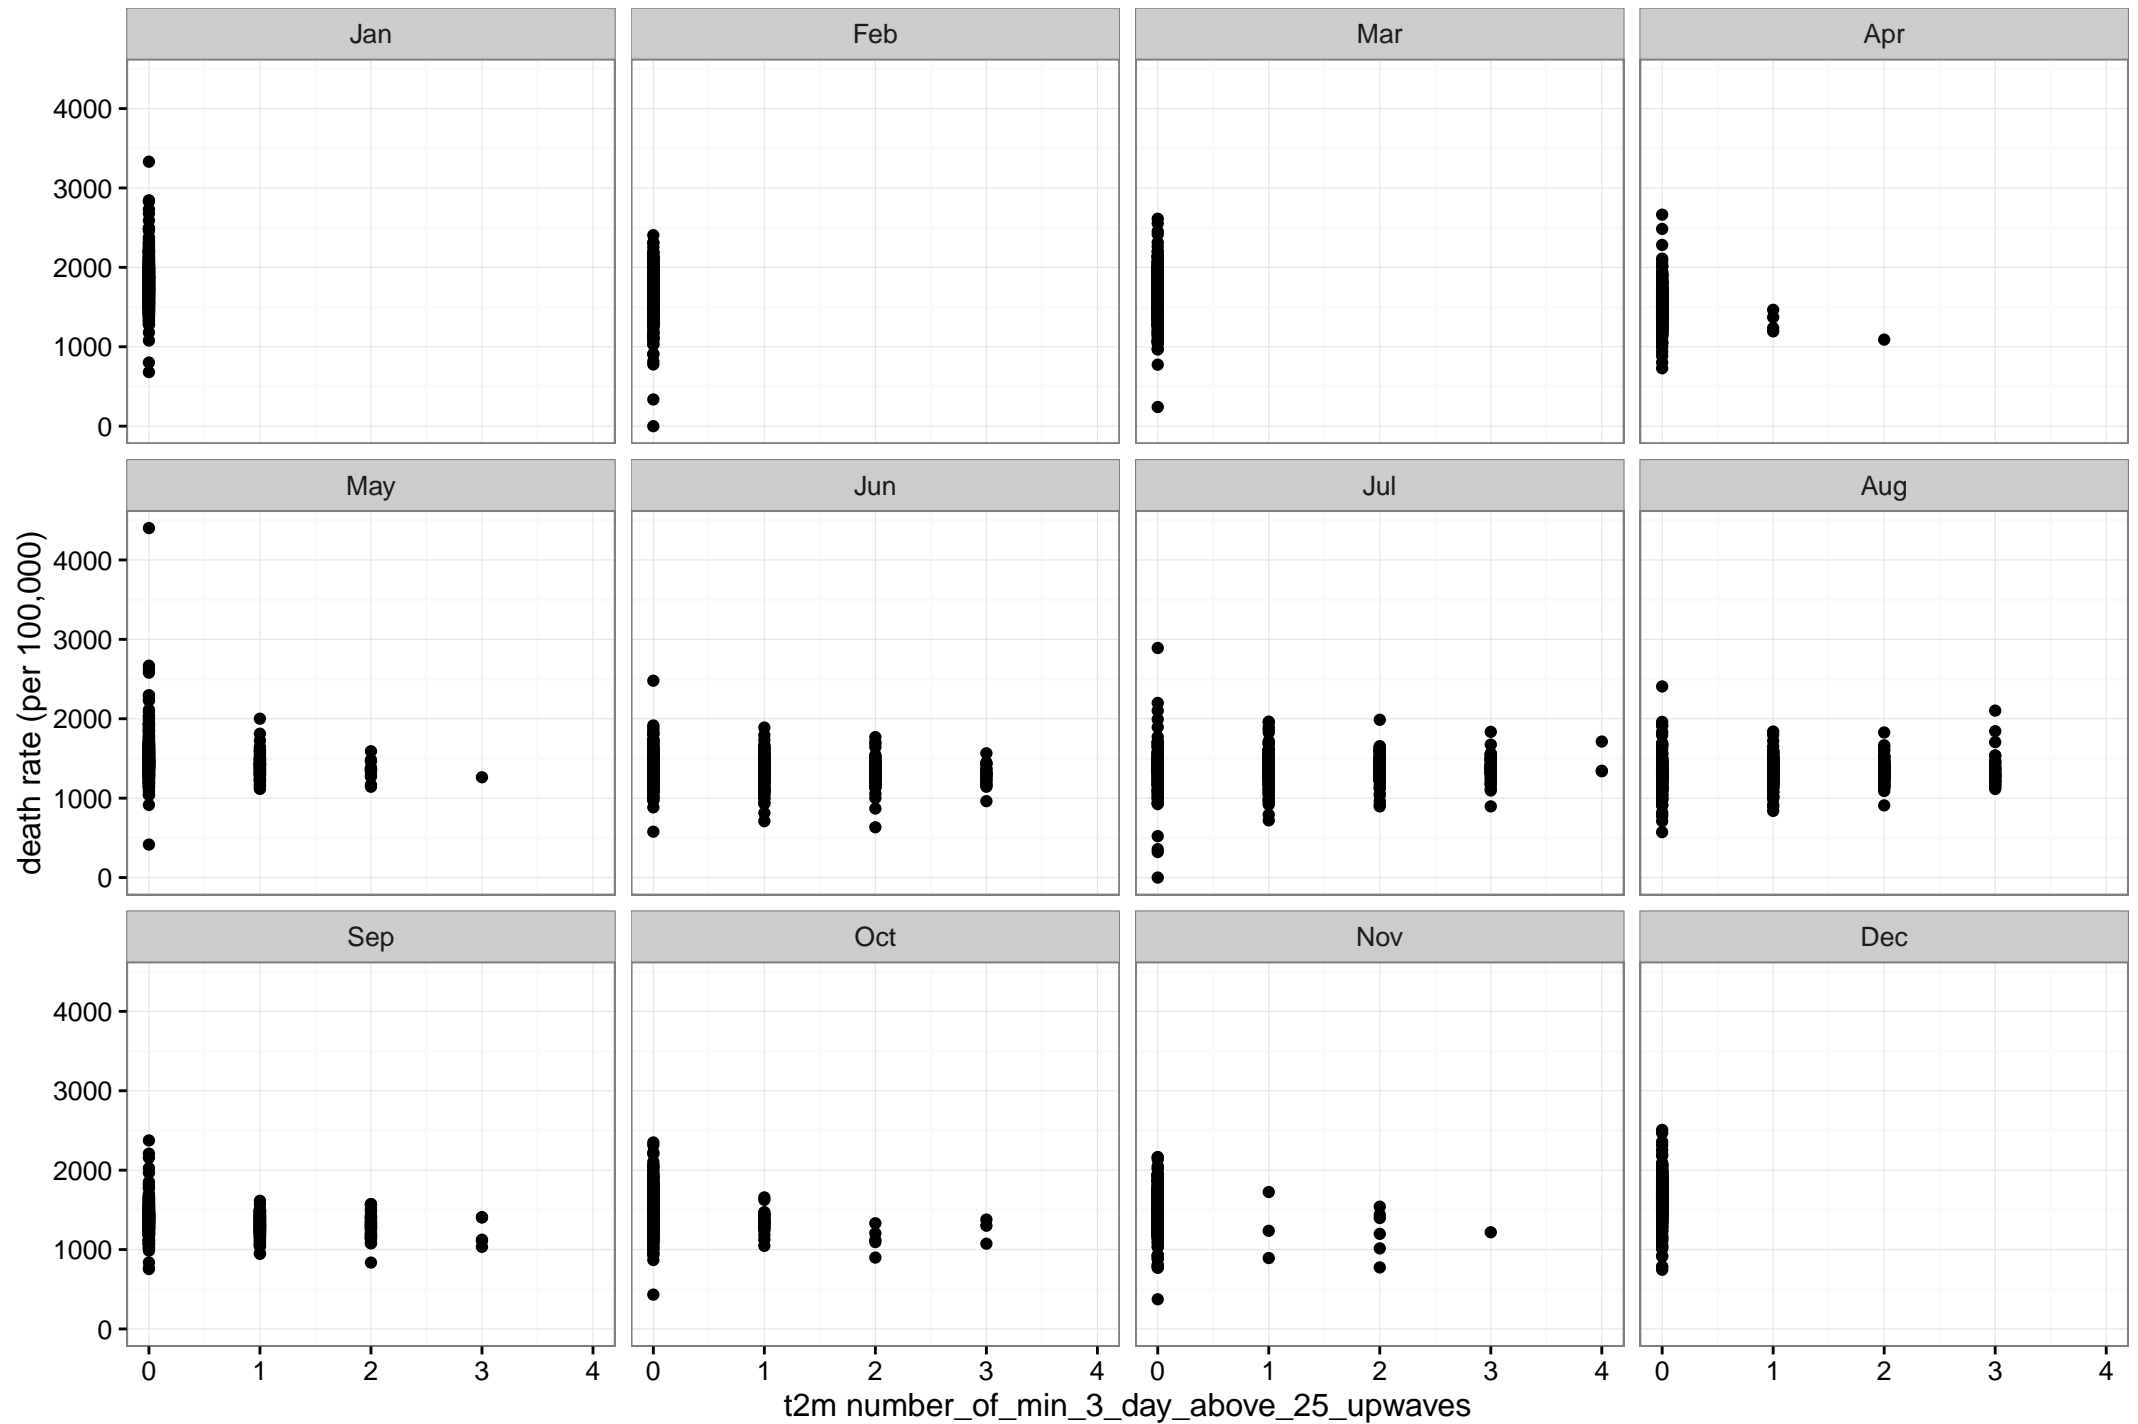 Jan Feb Mar Apr
4000
3000
2000
1000
0
May Jun Jul Aug
4000
3000
2000
1000
0
death rate (per 100,000)
Sep Oct Nov Dec
4000
3000
2000
1000
0
0 1 2 3 4 0 1 2 3 4 0 1 2 3 4 0 1 2 3 4
t2m number_of_min_3_day_above_25_upwaves